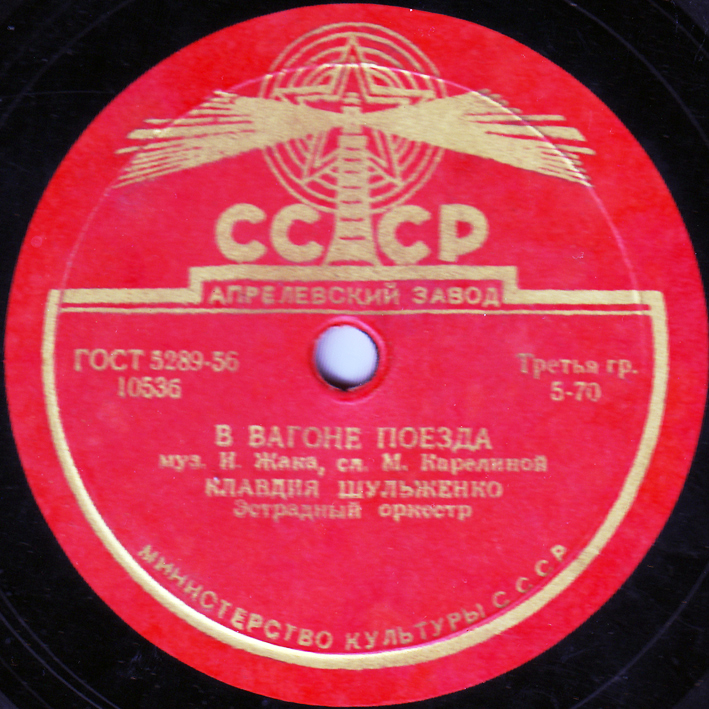 СССР
АПРЕЛЕВСКИЙ ЗАВОД
ГОСТ 5289-56
10536
Третья гр.
5-70
В ВАГОНЕ ПОЕЗДА
муз. И. Жака, сл. М. Карелиной
КЛАВДИЯ ШУЛЬЖЕНКО
Эстрадный оркестр
МИНИСТЕРСТВО КУЛЬТУРЫ СССР